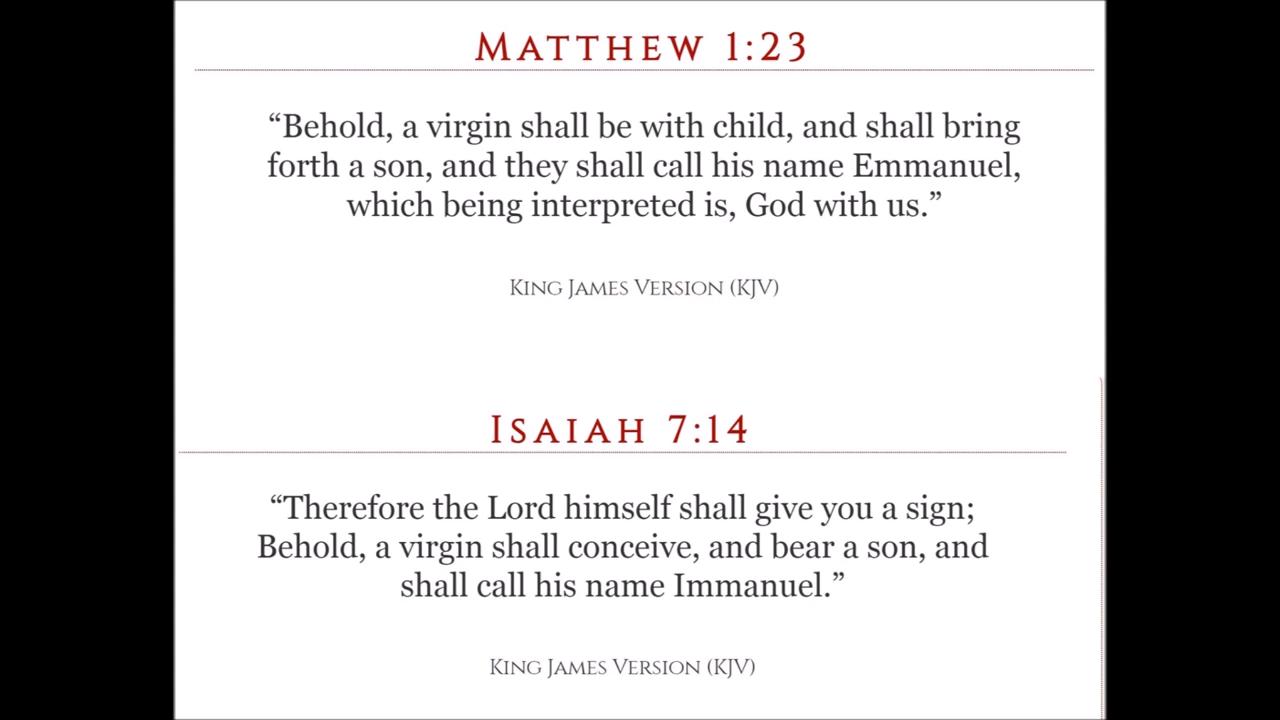 MATTHEW 1:23
“Behold, a virgin shall be with child, and shall bring
forth a son, and they shall call his name Emmanuel,
which being interpreted is, God with us.”
KING JAMES VERSION (KJV)
ISAIAH 7:14
“Therefore the Lord himself shall give you a sign;
Behold, a virgin shall conceive, and bear a son, and
shall call his name Immanuel.”
KING JAMES VERSION (KJV)